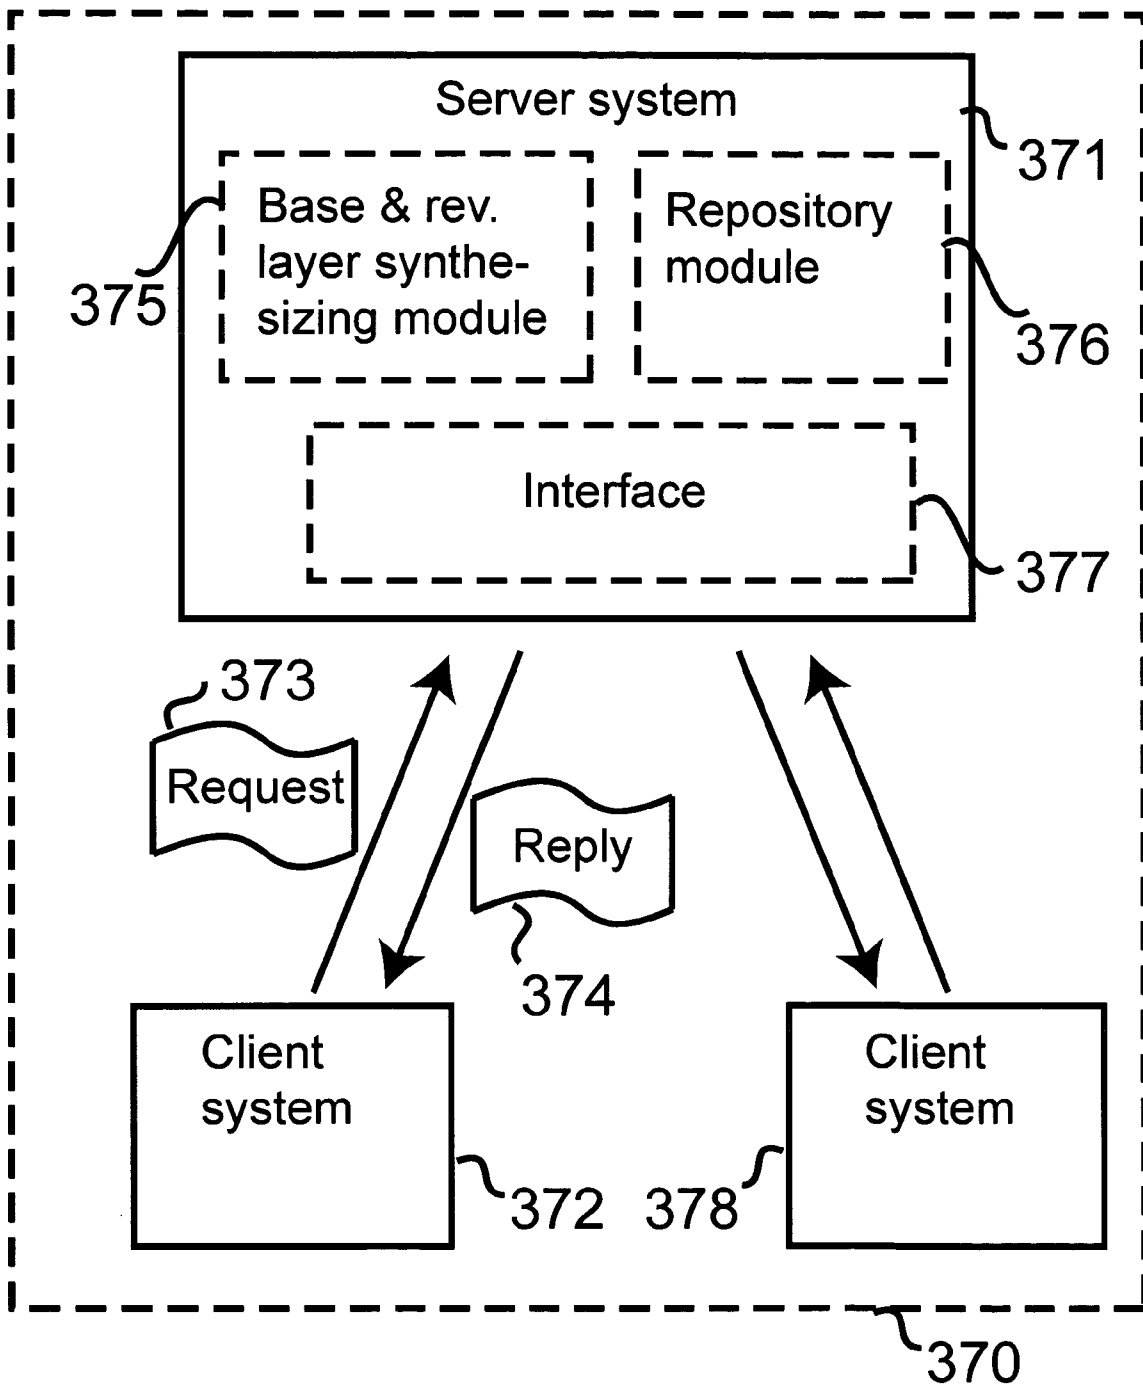 Server system
371
Base & rev.
layer synthe-
sizing module
375
Repository
module
376
Interface
377
373
Request
Reply
374
Client
system
372
Client
system
378
370